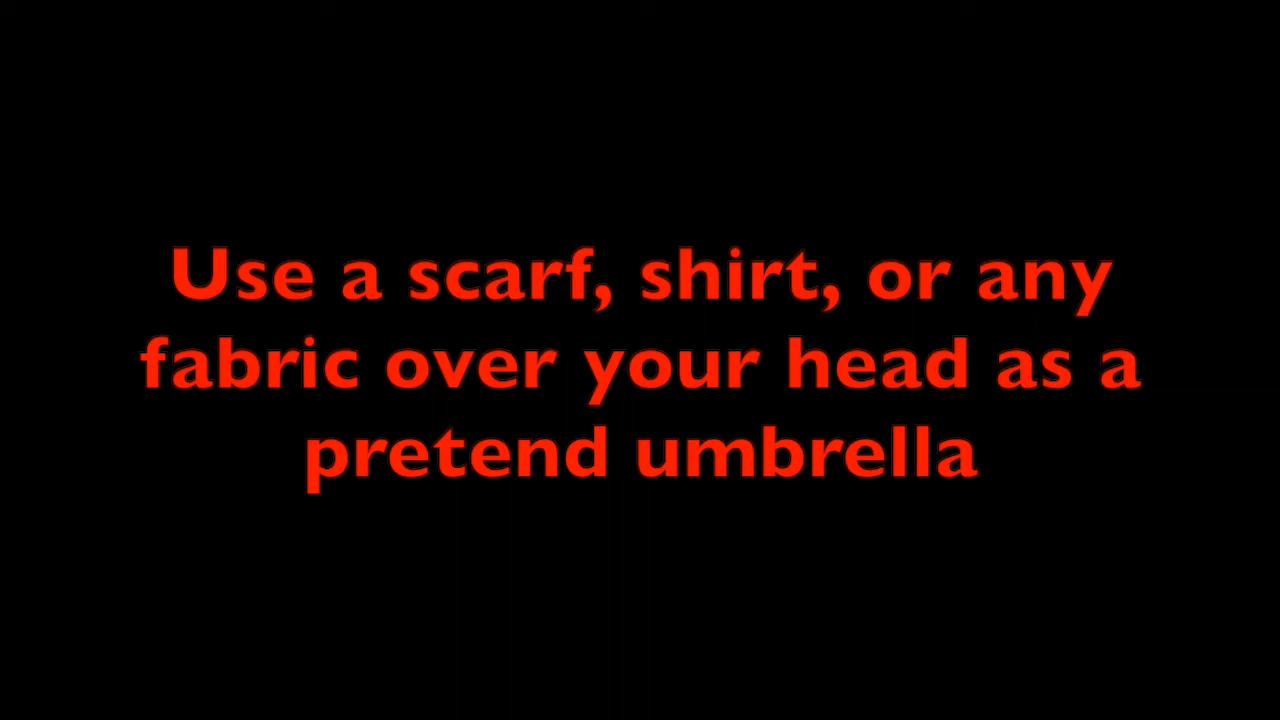 Use a scarf, shirt, or any
fabric over your head as a
pretend umbrella